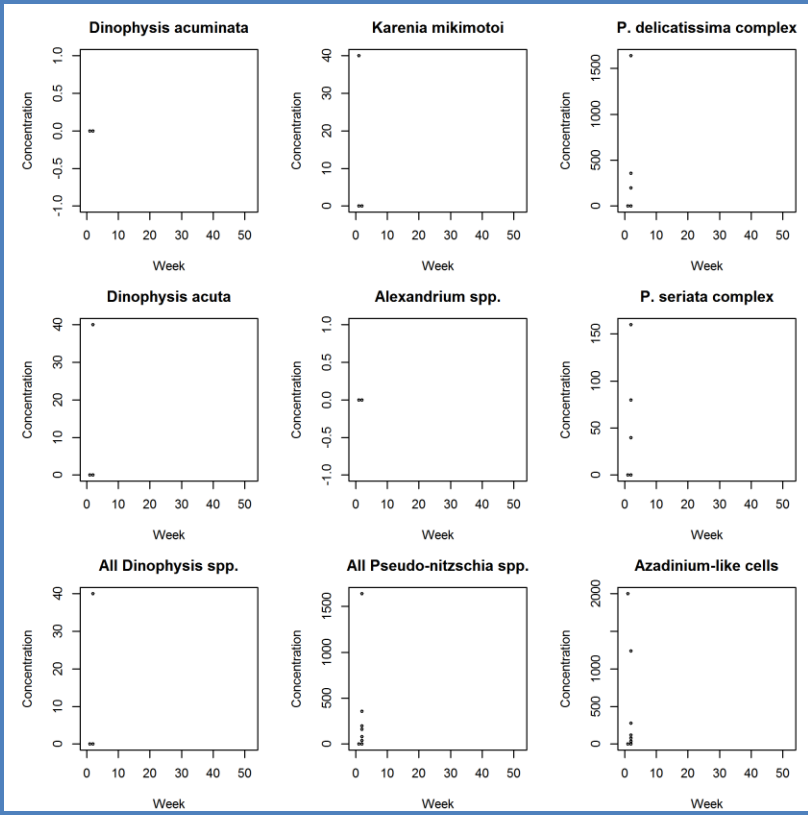 Dinophysis acuminata
Concentration
-1.0 -0.5 0.0 0.5 1.0
0 10 20 30 40 50
Week
Karenia mikimotoi
Concentration
0 10 20 30 40
0 10 20 30 40 50
Week
P. delicatissima complex
Concentration
0 500 1000 1500
0 10 20 30 40 50
Week
Dinophysis acuta
Concentration
0 10 20 30 40
0 10 20 30 40 50
Week
Alexandrium spp.
Concentration
-1.0 -0.5 0.0 0.5 1.0
0 10 20 30 40 50
Week
P. seriata complex
Concentration
0 50 100 150
0 10 20 30 40 50
Week
All Dinophysis spp.
Concentration
0 10 20 30 40
0 10 20 30 40 50
Week
All Pseudo-nitzschia spp.
Concentration
0 500 1000 1500
0 10 20 30 40 50
Week
Azadinium-like cells
Concentration
0 500 1000 2000
0 10 20 30 40 50
Week